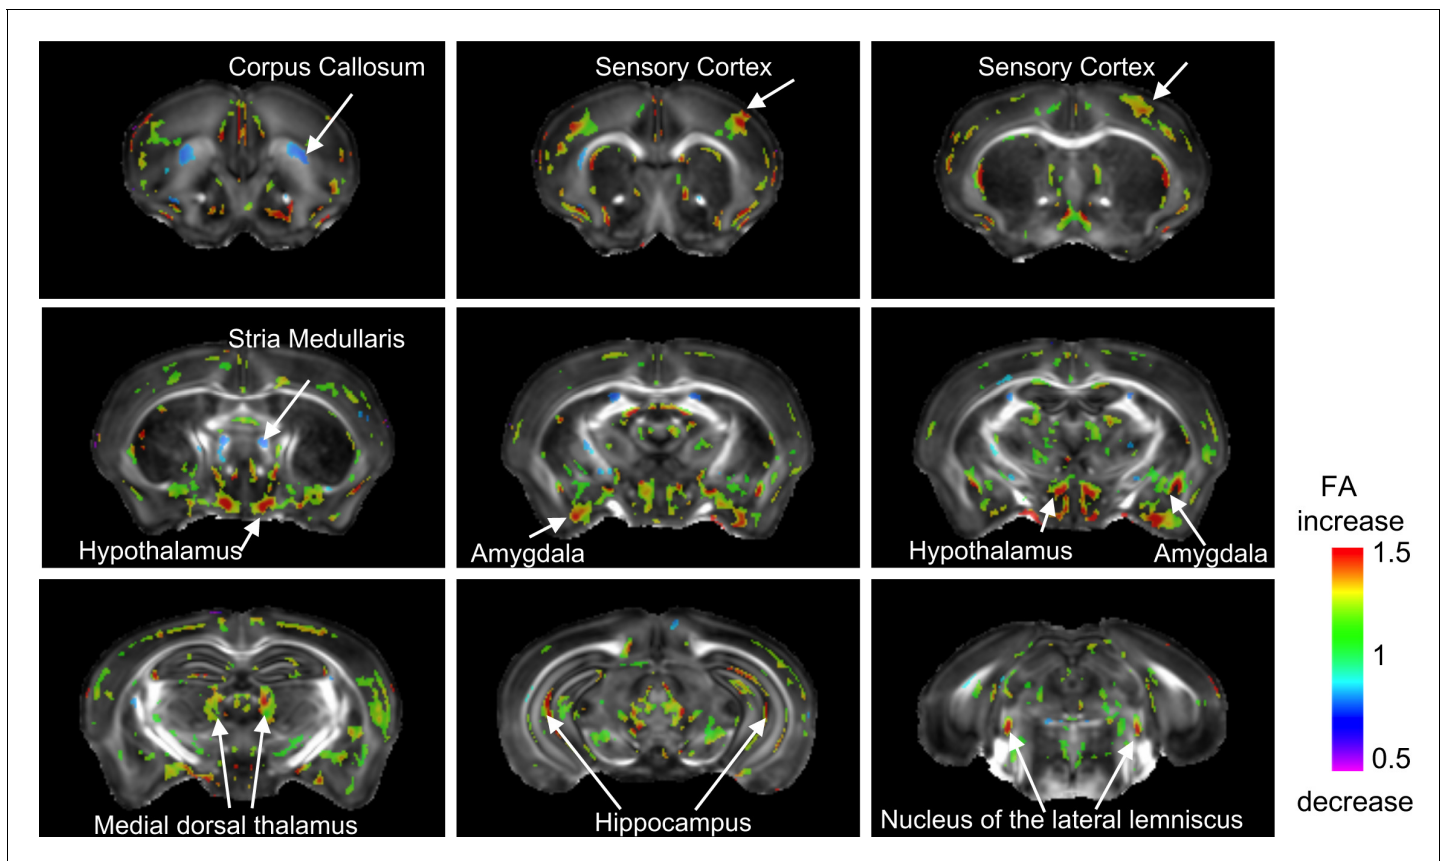 Corpus Callosum
Sensory Cortex
Sensory Cortex
Stria Medullaris
Hypothalamus
Amygdala
Hypothalamus
Amygdala
Medial dorsal thalamus
Hippocampus
Nucleus of the lateral lemniscus
FA
increase
1.5
1
0.5
decrease